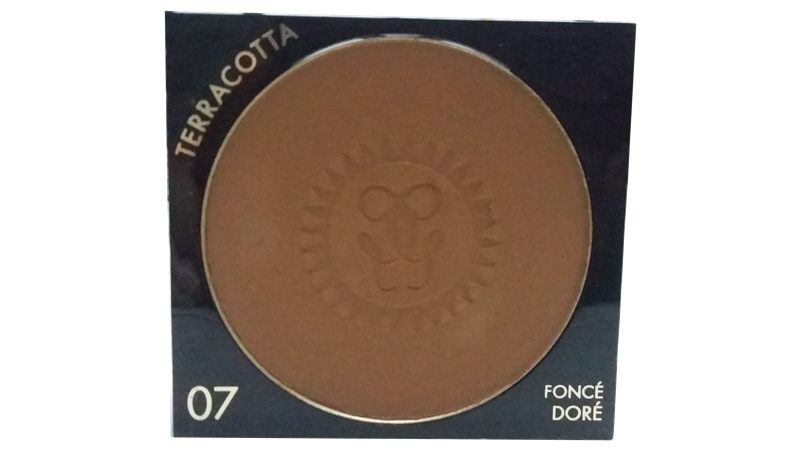 TERRACOTTA
07
FONCÉ
DORÉ